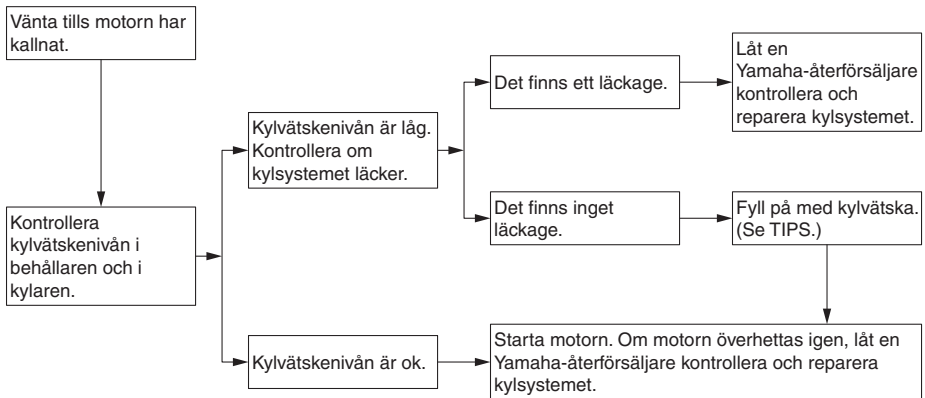 Vänta tills motorn har
kallnat.
Kontrollera
kylvätskenivån i
behållaren och i
kylaren.
Kylvätskenivån är låg.
Kontrollera om
kylsystemet läcker.
Det finns ett läckage.
Låt en
Yamaha-återförsäljare
kontrollera och
reparera kylsystemet.
Det finns inget
läckage.
Fyll på med kylvätska.
(Se TIPS.)
Kylvätskenivån är ok.
Starta motorn. Om motorn överhettas igen, låt en
Yamaha-återförsäljare kontrollera och reparera
kylsystemet.